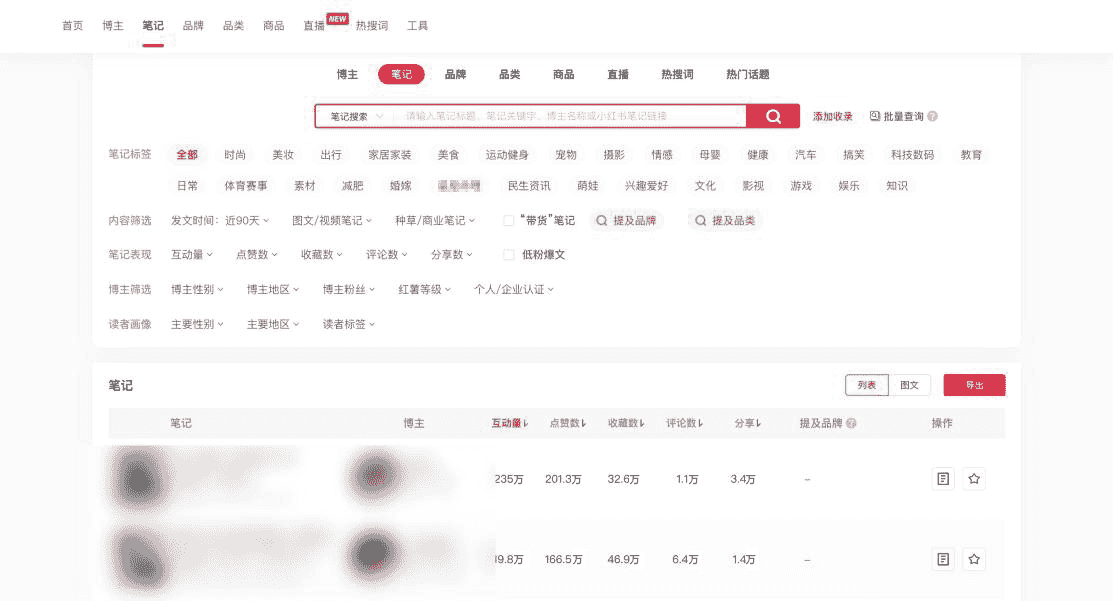 首页 博主 笔记 品牌 品类 商品 直播 NEW 热搜词 工具
博主 笔记 品牌 品类 商品 直播 热搜词 热门话题
笔记搜索 请输入笔记标题、笔记关键字、博主名称或小红书笔记链接 添加收录 批量查询 ?
笔记标签 全部 时尚 美妆 出行 家居家装 美食 运动健身 宠物 摄影 情感 母婴 健康 汽车 搞笑 科技数码 教育
日常 体育赛事 素材 减肥 婚嫁 民生资讯 萌娃 兴趣爱好 文化 影视 游戏 娱乐 知识
内容筛选 发文时间：近90天 图文/视频笔记 种草/商业笔记 “带货”笔记 提及品牌 提及品类
笔记表现 互动量 点赞数 收藏数 评论数 分享数 低粉爆文
博主筛选 博主性别 博主地区 博主粉丝 红薯等级 个人/企业认证
读者画像 主要性别 主要地区 读者标签
笔记 列表 图文 导出
笔记 博主 互动量 点赞数 收藏数 评论数 分享 提及品牌 ? 操作
235万 201.3万 32.6万 1.1万 3.4万 –
9.8万 166.5万 46.9万 6.4万 1.4万 –